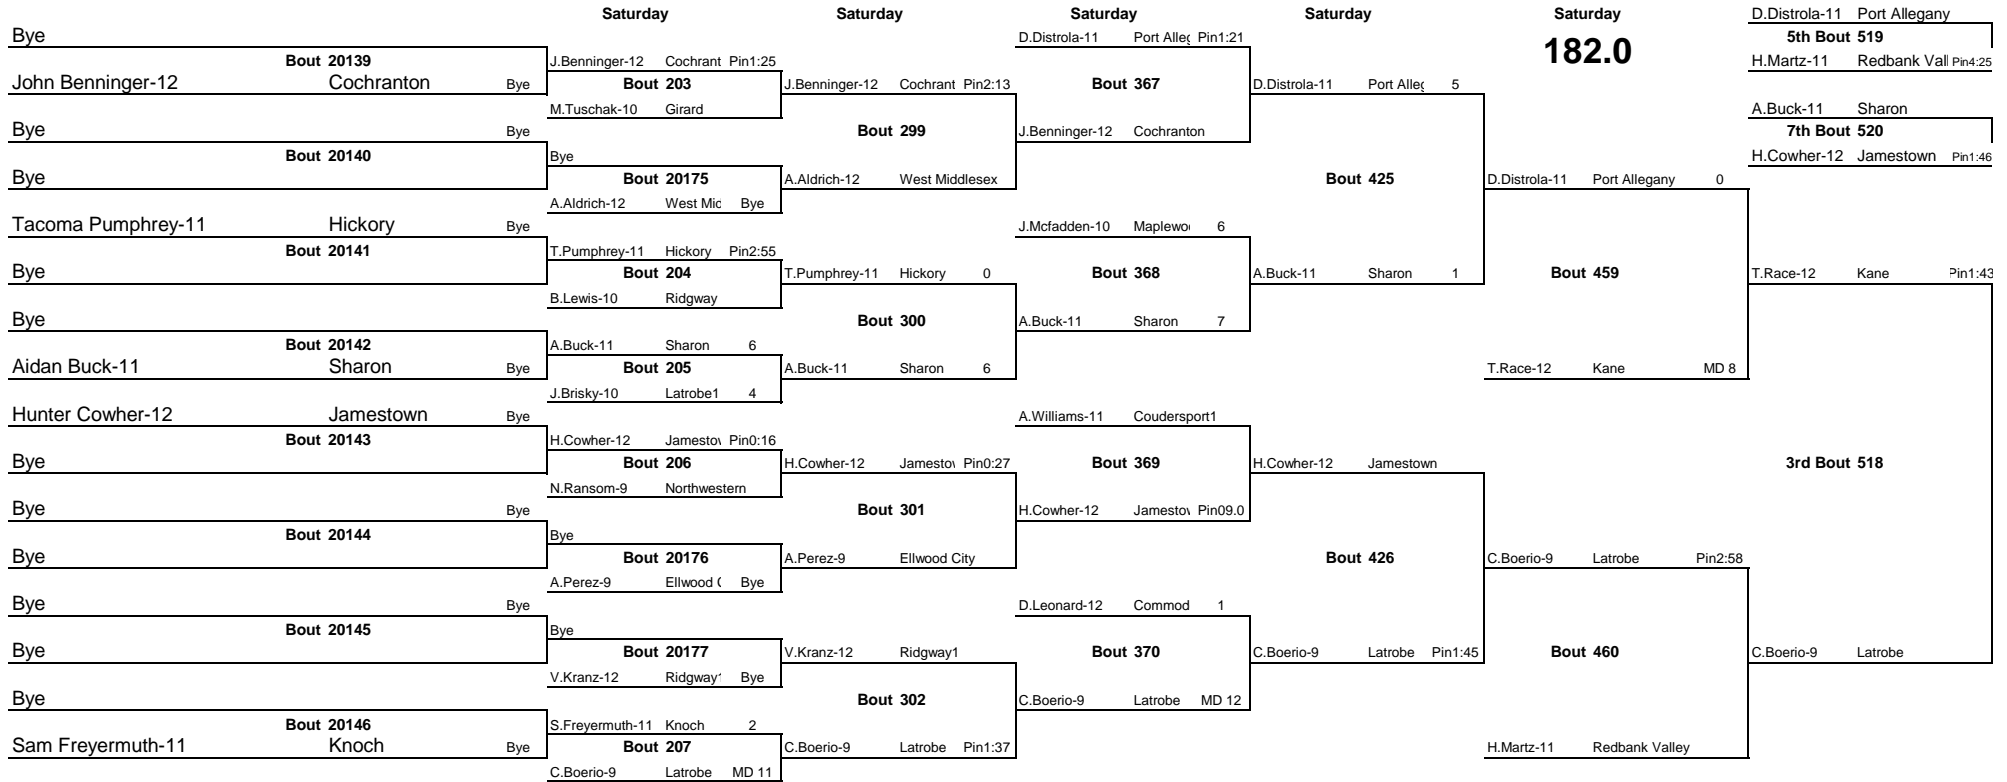 Saturday Saturday Saturday Saturday Saturday
182.0
Bye
Bout 20139
John Benninger-12 Cochranton Bye
Bye Bye
Bout 20140
Bye
Tacoma Pumphrey-11 Hickory Bye
Bout 20141
Bye
Bye
Bout 20142
Aidan Buck-11 Sharon Bye
Hunter Cowher-12 Jamestown Bye
Bout 20143
Bye
Bye Bye
Bout 20144
Bye
Bye Bye
Bout 20145
Bye
Bye
Bout 20146
Sam Freyermuth-11 Knoch Bye
J.Benninger-12 Cochrant Pin1:25
Bout 203
M.Tuschak-10 Girard
Bye
Bout 20175
A.Aldrich-12 West Mid Bye
T.Pumphrey-11 Hickory Pin2:55
Bout 204
B.Lewis-10 Ridgway
A.Buck-11 Sharon 6
Bout 205
J.Brisky-10 Latrobe1 4
H.Cowher-12 Jamestov Pin0:16
Bout 206
N.Ransom-9 Northwestern
Bye
Bout 20176
A.Perez-9 Ellwood ( Bye
Bye
Bout 20177
V.Kranz-12 Ridgway Bye
S.Freyermuth-11 Knoch 2
Bout 207
C.Boerio-9 Latrobe MD 11
J.Benninger-12 Cochrant Pin2:13
Bout 299
A.Aldrich-12 West Middlesex
T.Pumphrey-11 Hickory 0
Bout 300
A.Buck-11 Sharon 6
H.Cowher-12 Jamestov Pin0:27
Bout 301
A.Perez-9 Ellwood City
V.Kranz-12 Ridgway1
Bout 302
C.Boerio-9 Latrobe Pin1:37
D.Distrola-11 Port Alleg Pin1:21
Bout 367
J.Benninger-12 Cochranton
J.Mcfadden-10 Maplewo 6
Bout 368
A.Buck-11 Sharon 7
A.Williams-11 Coudersport1
Bout 369
H.Cowher-12 Jamestov Pin09.0
D.Leonard-12 Commod 1
Bout 370
C.Boerio-9 Latrobe MD 12
D.Distrola-11 Port Alleg 5
Bout 425
A.Buck-11 Sharon 1
H.Cowher-12 Jamestown
Bout 426
C.Boerio-9 Latrobe Pin1:45
D.Distrola-11 Port Allegany 0
Bout 459
T.Race-12 Kane MD 8
C.Boerio-9 Latrobe Pin2:58
Bout 460
H.Martz-11 Redbank Valley
D.Distrola-11 Port Allegany
5th Bout 519
H.Martz-11 Redbank Val Pin4:25
A.Buck-11 Sharon
7th Bout 520
H.Cowher-12 Jamestown Pin1:46
T.Race-12 Kane Pin1:43
3rd Bout 518
C.Boerio-9 Latrobe